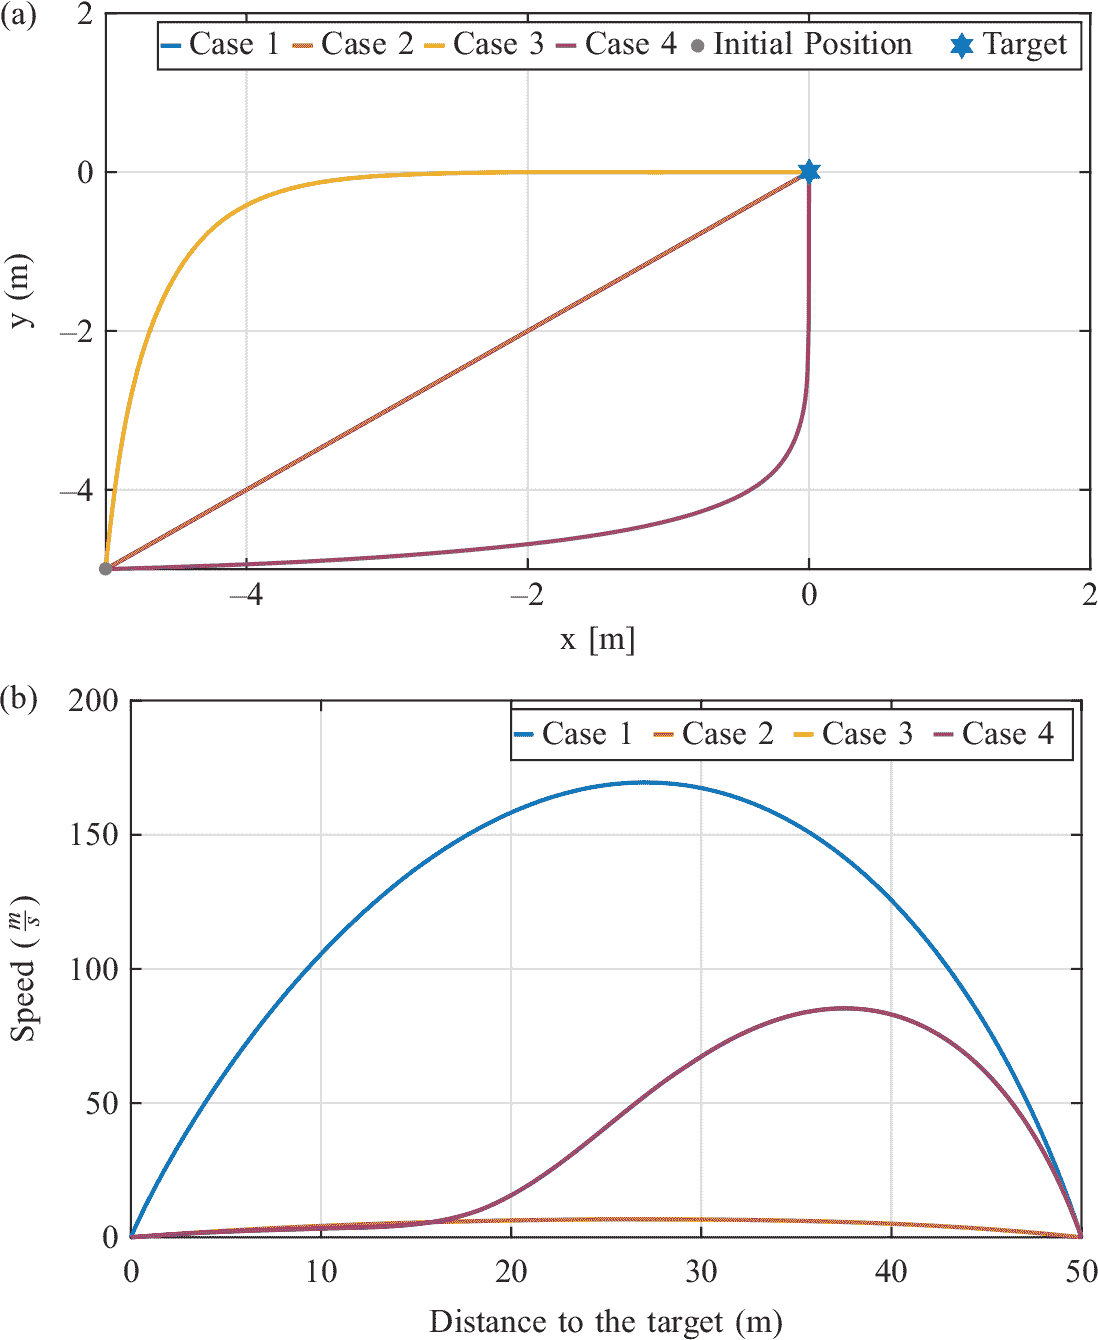 (a)
2
Case 1 Case 2 Case 3 Case 4 Initial Position Target
0
y (m)
−2
−4
−4 −2 0 2
x [m]
(b)
200
Case 1 Case 2 Case 3 Case 4
150
100
Speed (m/s)
50
0
0 10 20 30 40 50
Distance to the target (m)